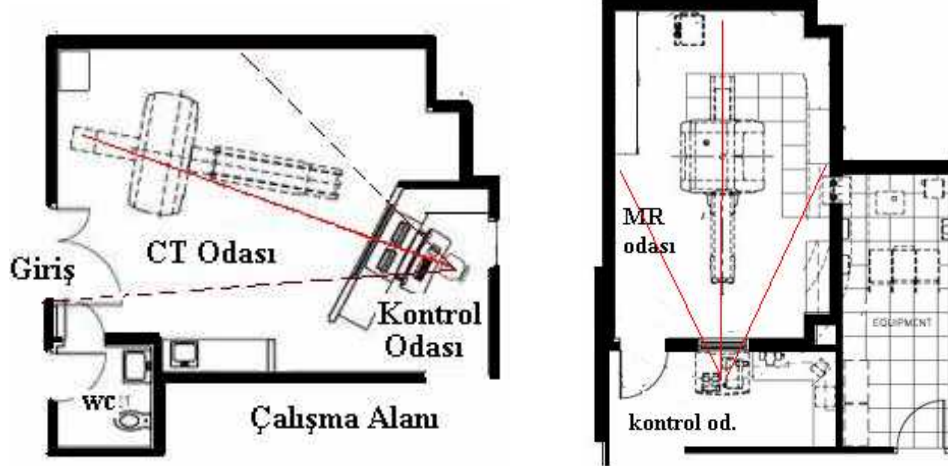 CT Odası
Giriş
Kontrol
Odası
wc
Çalışma Alanı
MR
odası
EQUIPMENT
kontrol od.